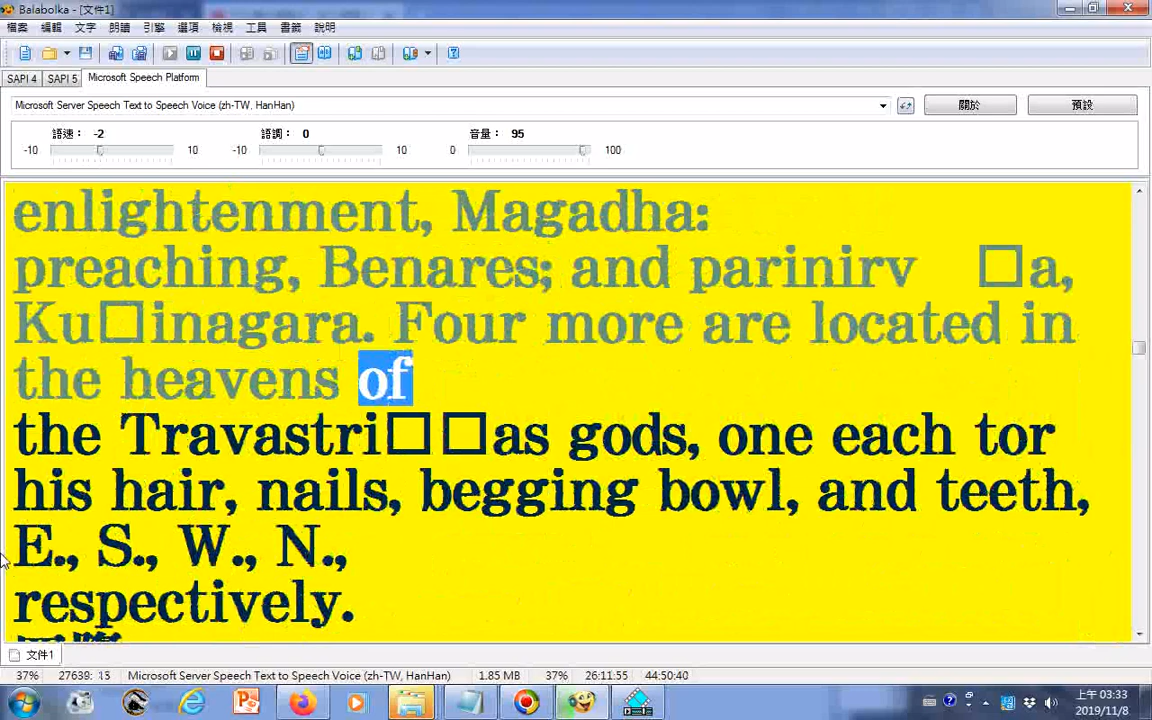 Balabolka - [文件1]
檔案 編輯 文字 朗讀 引擎 選項 檢視 工具 書籤 說明
SAPI 4 SAPI 5 Microsoft Speech Platform
Microsoft Server Speech Text to Speech Voice (zh-TW, HanHan) 關於 預設
語速： -2 語調： 0 音量： 95
-10 10 -10 10 0 100
enlightenment, Magadha:
preaching, Benares; and parinirv □a,
Ku□inagara. Four more are located in
the heavens of
the Travastri□□as gods, one each tor
his hair, nails, begging bowl, and teeth,
E., S., W., N.,
respectively.
文件1
37% 27639: 13 Microsoft Server Speech Text to Speech Voice (zh-TW, HanHan) 1.85 MB 37% 26:11:55 44:50:40
上午 03:33
2019/11/8